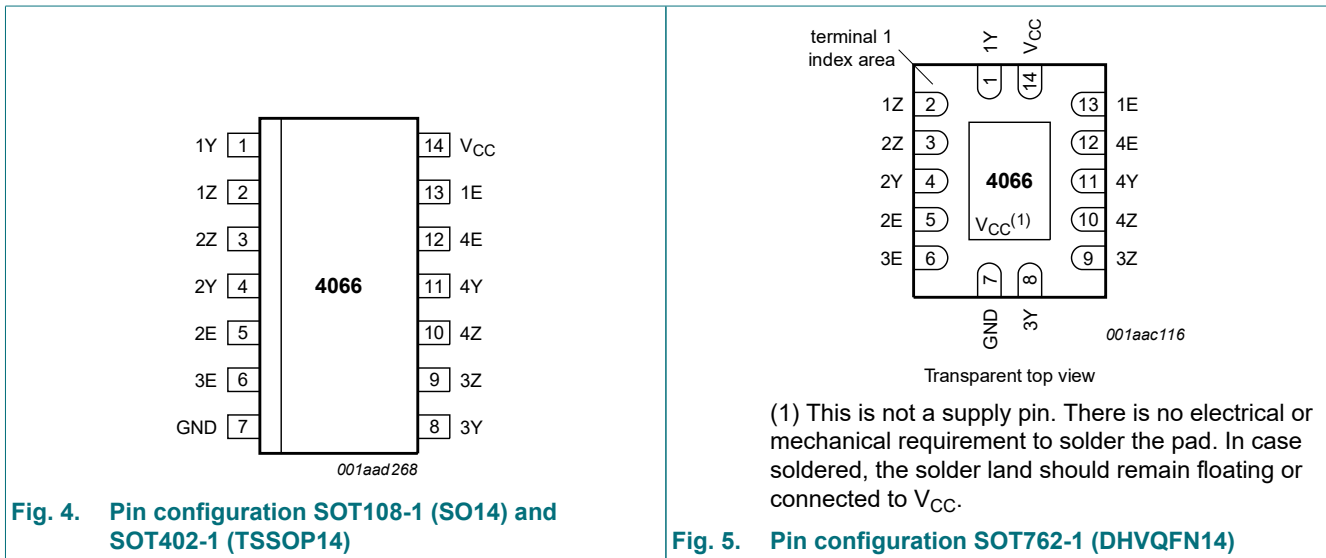 1Y 1 14 VCC
1Z 2 13 1E
2Z 3 12 4E
2Y 4 4066 11 4Y
2E 5 10 4Z
3E 6 9 3Z
GND 7 8 3Y
001aad268
Fig. 4. Pin configuration SOT108-1 (SO14) and
SOT402-1 (TSSOP14)
terminal 1
index area
1Y VCC
1 14
1Z 2 13 1E
2Z 3 12 4E
2Y 4 4066 11 4Y
2E 5 VCC(1) 10 4Z
3E 6 9 3Z
7 8
GND 3Y
001aac116
Transparent top view
(1) This is not a supply pin. There is no electrical or
mechanical requirement to solder the pad. In case
soldered, the solder land should remain floating or
connected to VCC.
Fig. 5. Pin configuration SOT762-1 (DHVQFN14)